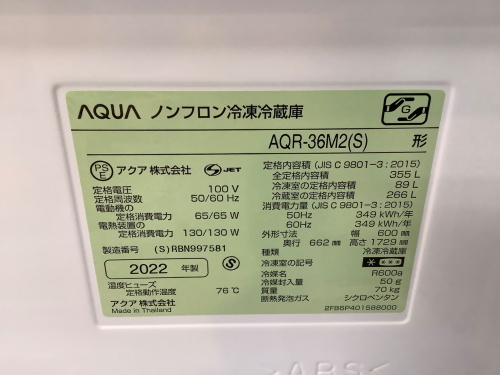 AQUA ノンフロン冷凍冷蔵庫
G
AQR-36M2(S) 形
PS E アクア株式会社 S JET
定格電圧 100 V
定格周波数 50/60 Hz
電動機の
定格消費電力 65/65 W
電熱装置の
定格消費電力 130/130 W
製造番号 (S) RBN997581
2022 年製 S
温度ヒューズ
定格動作温度 76℃
アクア株式会社
Made in Thailand
定格内容積 (JIS C 9801-3 : 2015)
全定格内容積 355 L
冷凍室の定格内容積 89 L
冷蔵室の定格内容積 266 L
消費電力量 (JIS C 9801-3 : 2015)
50Hz 349 kWh/年
60Hz 349 kWh/年
外形寸法 幅 600 mm
奥行 662 mm 高さ 1729 mm
種類 冷凍冷蔵庫
冷凍室の記号
冷媒名 R600a
冷媒封入量 50 g
質量 70 kg
断熱発泡ガス シクロペンタン
2FB6P401588000
>ABS<